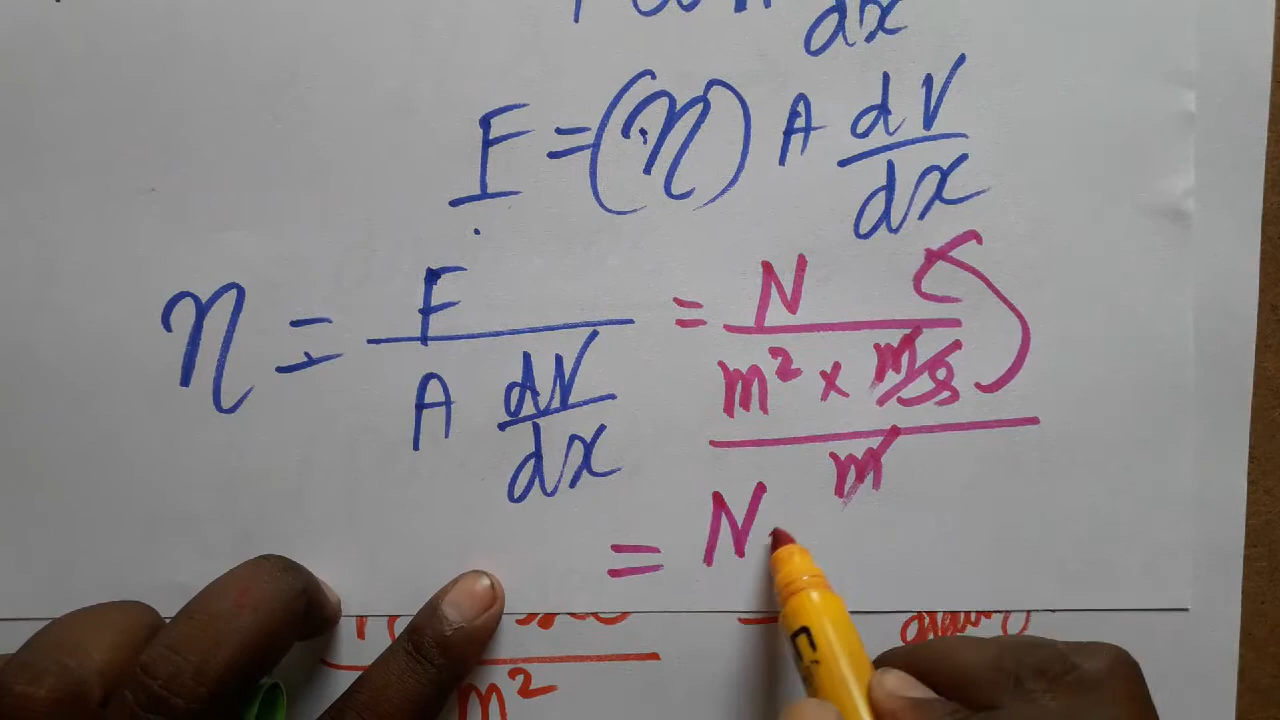 dx
F = (η) A dV/dx
η = F / A dV/dx = N / m² × m/s / m
= N
m²